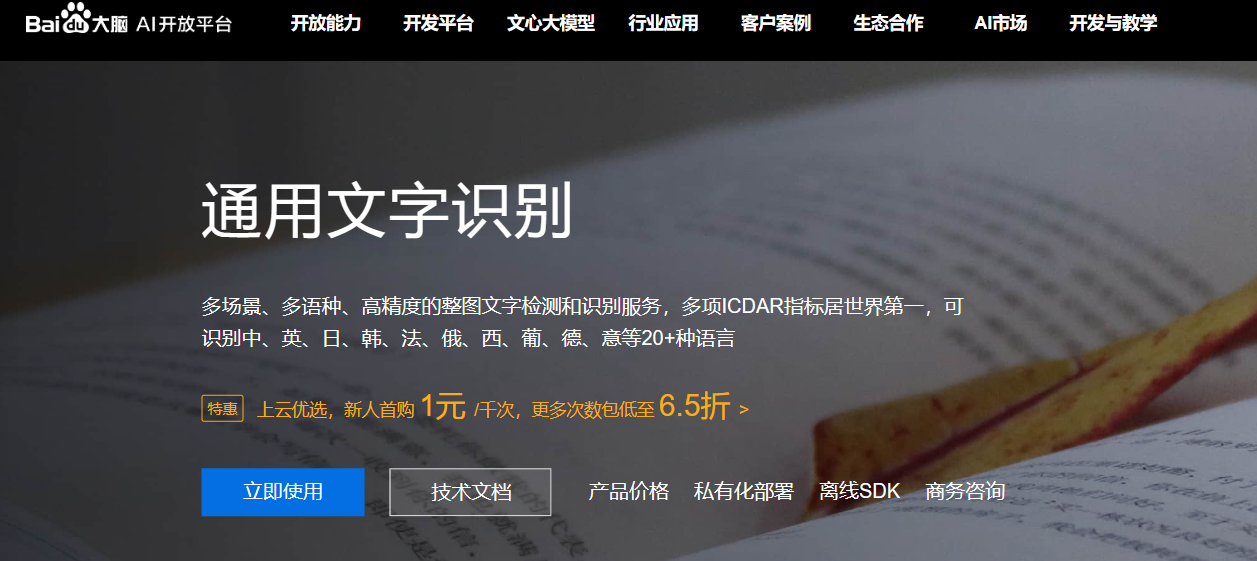 Bai du 大脑 AI开放平台 开放能力 开发平台 文心大模型 行业应用 客户案例 生态合作 AI市场 开发与教学
通用文字识别
多场景、多语种、高精度的整图文字检测和识别服务，多项ICDAR指标居世界第一，可
识别中、英、日、韩、法、俄、西、葡、德、意等20+种语言
特惠 上云优选，新人首购 1元 /千次，更多次数包低至 6.5折 >
立即使用 技术文档 产品价格 私有化部署 离线SDK 商务咨询